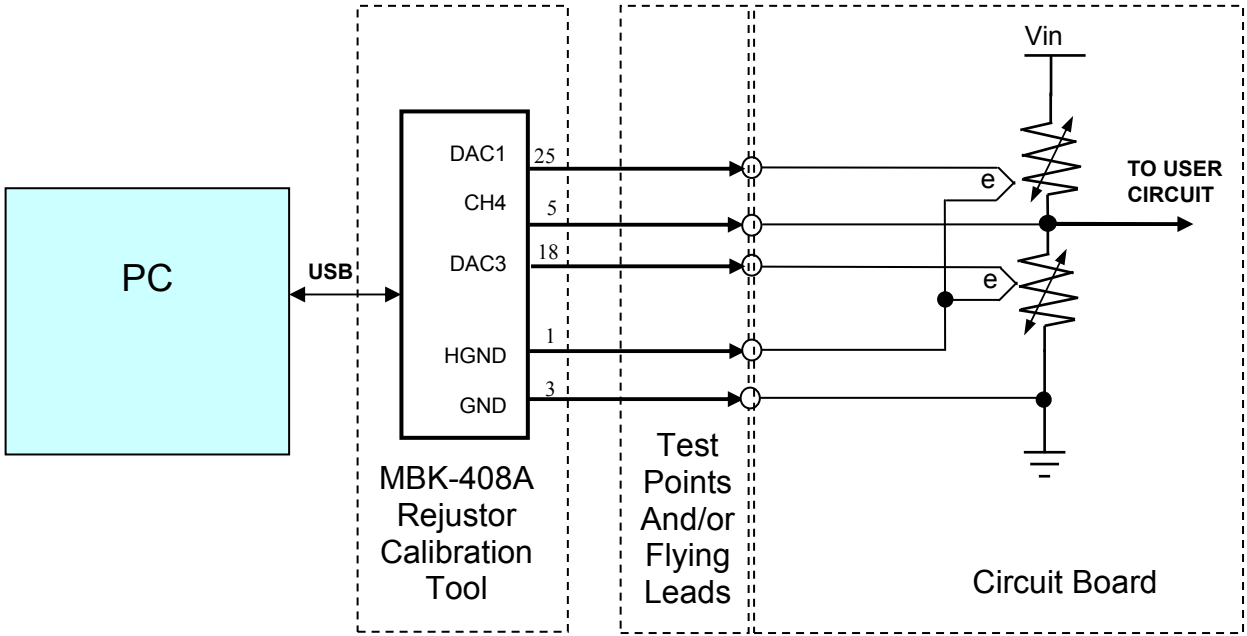 PC
USB
DAC1
25
CH4
5
DAC3
18
HGND
1
GND
3
MBK-408A
Rejustor
Calibration
Tool
Test
Points
And/or
Flying
Leads
Vin
e
TO USER
CIRCUIT
e
Circuit Board